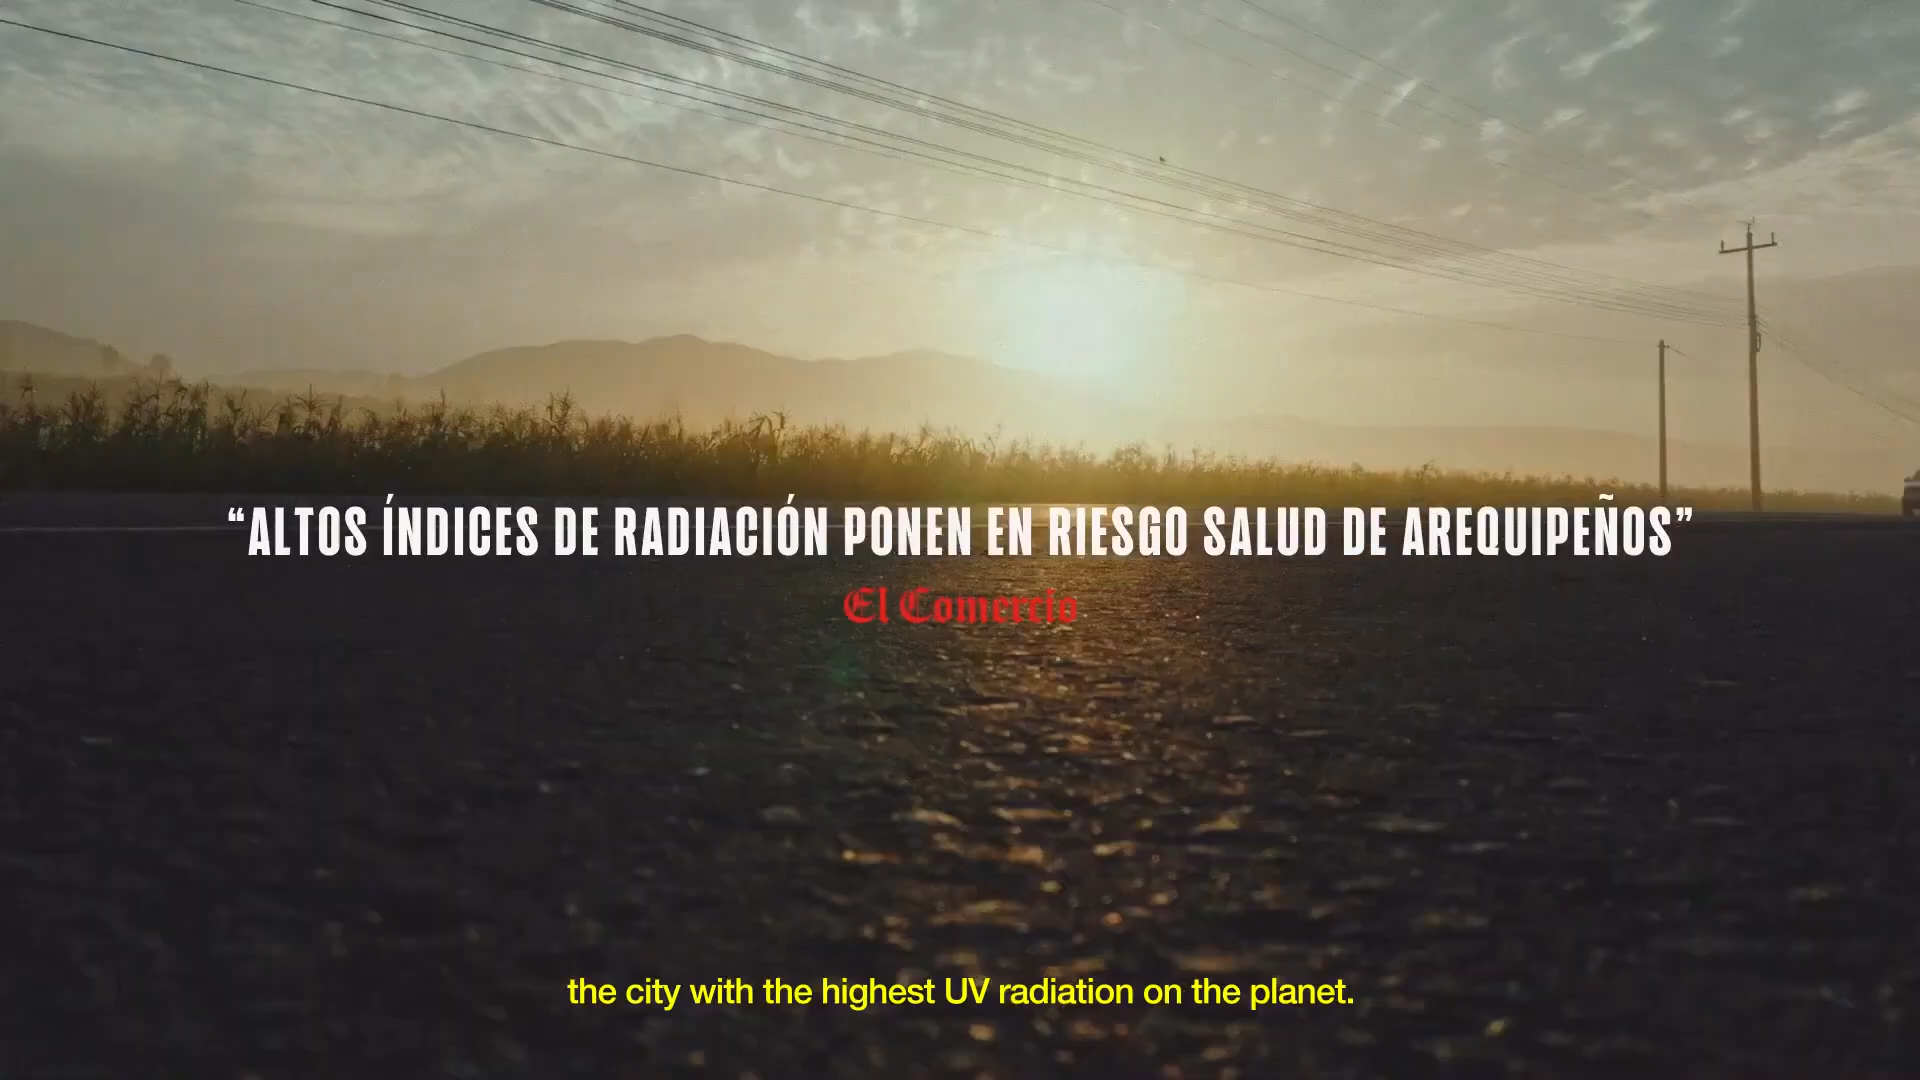 “ALTOS ÍNDICES DE RADIACIÓN PONEN EN RIESGO SALUD DE AREQUIPEÑOS”
El Comercio
the city with the highest UV radiation on the planet.